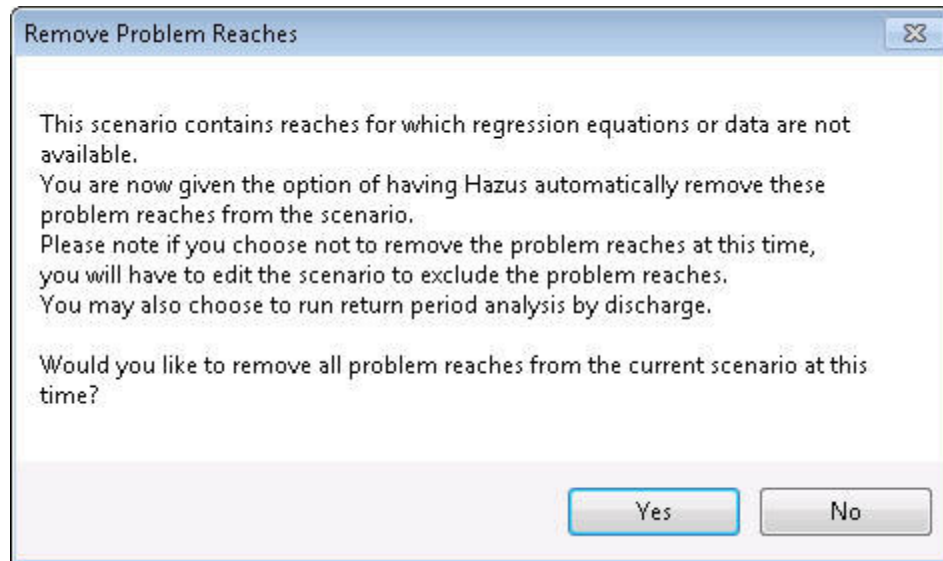 Remove Problem Reaches
This scenario contains reaches for which regression equations or data are not
available.
You are now given the option of having Hazus automatically remove these
problem reaches from the scenario.
Please note if you choose not to remove the problem reaches at this time,
you will have to edit the scenario to exclude the problem reaches.
You may also choose to run return period analysis by discharge.
Would you like to remove all problem reaches from the current scenario at this
time?
Yes
No